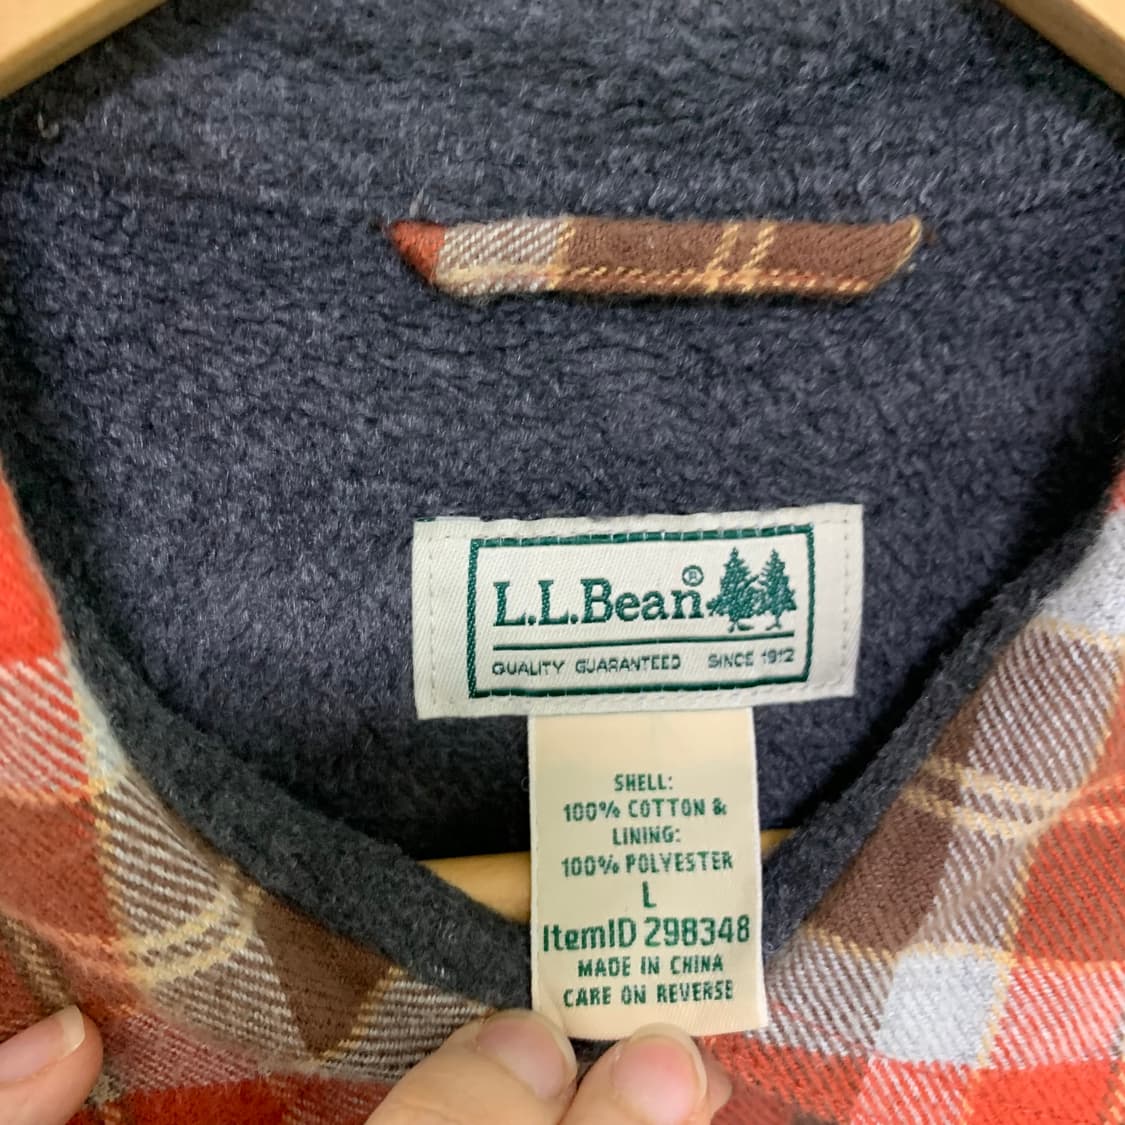 L.L.Bean®
QUALITY GUARANTEED SINCE 1912
SHELL:
100% COTTON &
LINING:
100% POLYESTER
L
ItemID 298348
MADE IN CHINA
CARE ON REVERSE